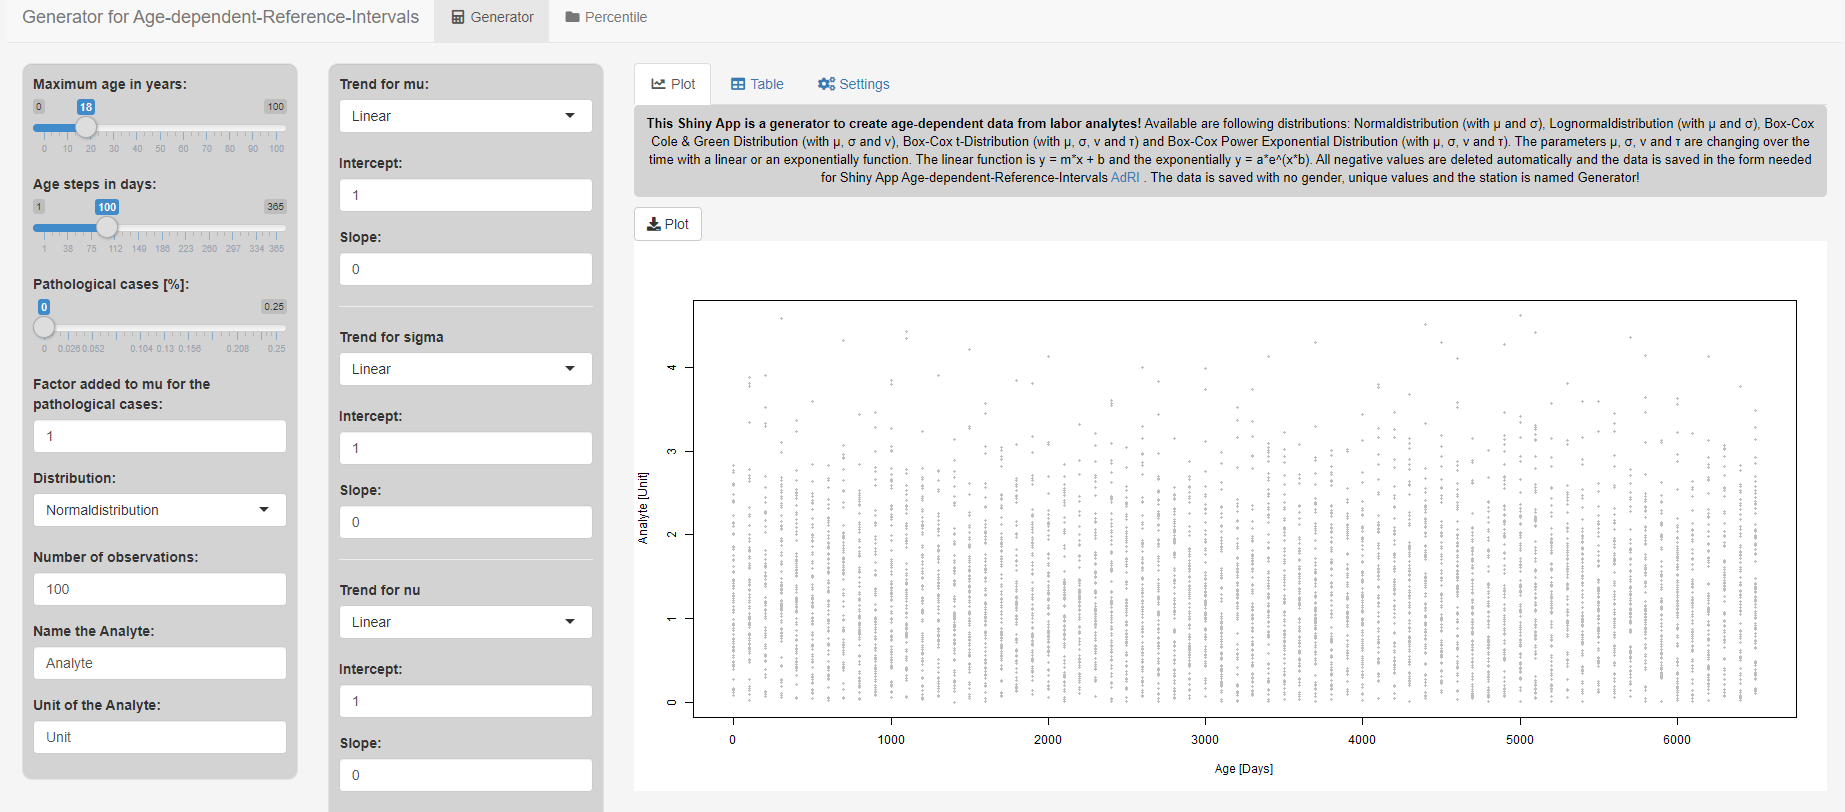 Generator for Age-dependent-Reference-Intervals
Generator
Percentile
Maximum age in years:
0
18
100
0 10 20 30 40 50 60 70 80 90 100
Age steps in days:
1
100
365
1 38 75 112 149 186 223 260 297 334 365
Pathological cases [%]:
0
0.25
0 0.026 0.052 0.104 0.13 0.156 0.208 0.25
Factor added to mu for the
pathological cases:
1
Distribution:
Normaldistribution
Number of observations:
100
Name the Analyte:
Analyte
Unit of the Analyte:
Unit
Trend for mu:
Linear
Intercept:
1
Slope:
0
Trend for sigma
Linear
Intercept:
1
Slope:
0
Trend for nu
Linear
Intercept:
1
Slope:
0
Plot
Table
Settings
This Shiny App is a generator to create age-dependent data from labor analytes! Available are following distributions: Normaldistribution (with μ and σ), Lognormaldistribution (with μ and σ), Box-Cox
Cole & Green Distribution (with μ, σ and ν), Box-Cox t-Distribution (with μ, σ, ν and τ) and Box-Cox Power Exponential Distribution (with μ, σ, ν and τ). The parameters μ, σ, ν and τ are changing over the
time with a linear or an exponentially function. The linear function is y = m*x + b and the exponentially y = a*e^(x*b). All negative values are deleted automatically and the data is saved in the form needed
for Shiny App Age-dependent-Reference-Intervals AdRI . The data is saved with no gender, unique values and the station is named Generator!
Plot
Analyte [Unit]
4
3
2
1
0
0 1000 2000 3000 4000 5000 6000
Age [Days]